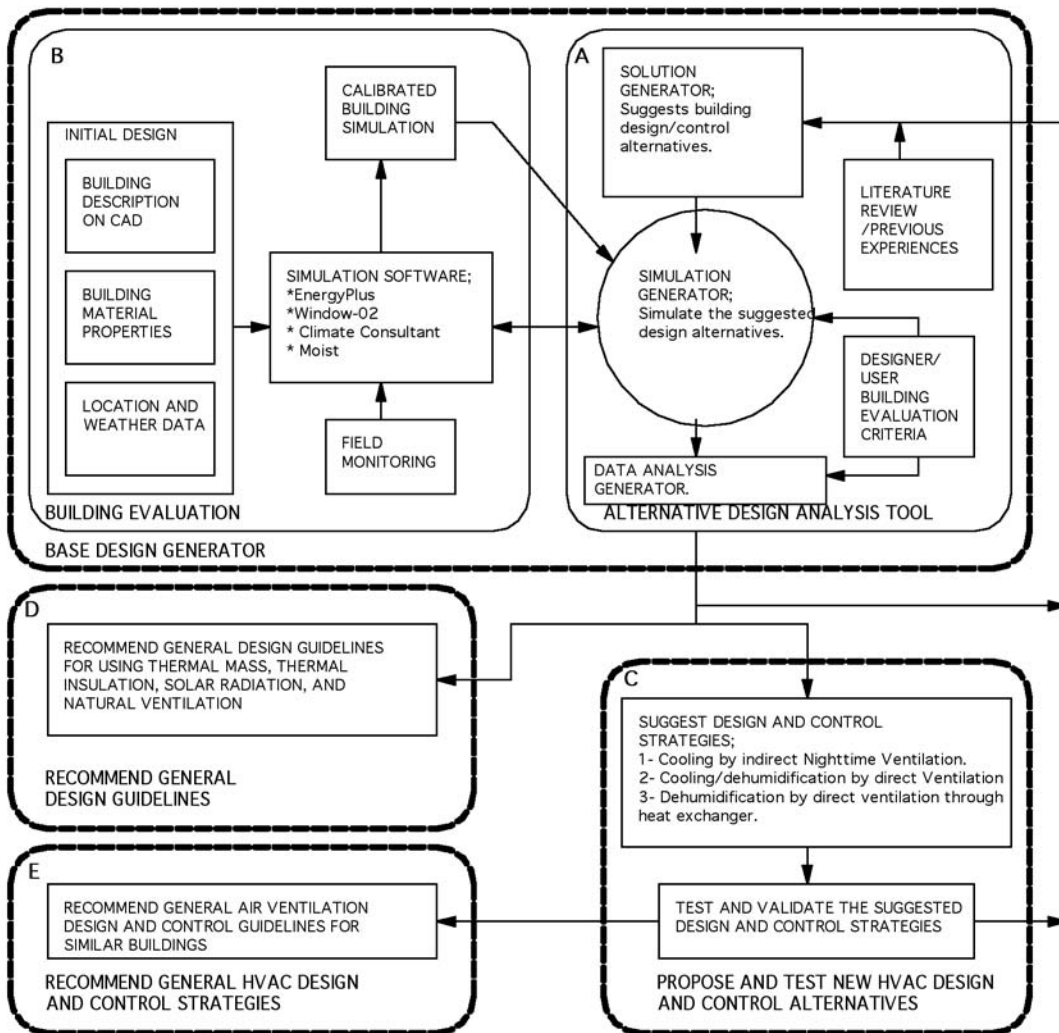 B
INITIAL DESIGN
BUILDING
DESCRIPTION
ON CAD
BUILDING
MATERIAL
PROPERTIES
LOCATION AND
WEATHER DATA
CALIBRATED
BUILDING
SIMULATION
SIMULATION SOFTWARE;
*EnergyPlus
*Window-02
* Climate Consultant
* Moist
FIELD
MONITORING
BUILDING EVALUATION
A
SOLUTION
GENERATOR;
Suggests building
design/control
alternatives.
LITERATURE
REVIEW
/PREVIOUS
EXPERIENCES
SIMULATION
GENERATOR;
Simulate the suggested
design alternatives.
DESIGNER/
USER
BUILDING
EVALUATION
CRITERIA
DATA ANALYSIS
GENERATOR.
ALTERNATIVE DESIGN ANALYSIS TOOL
BASE DESIGN GENERATOR
D
RECOMMEND GENERAL DESIGN GUIDELINES
FOR USING THERMAL MASS, THERMAL
INSULATION, SOLAR RADIATION, AND
NATURAL VENTILATION
RECOMMEND GENERAL
DESIGN GUIDELINES
C
SUGGEST DESIGN AND CONTROL
STRATEGIES;
1- Cooling by indirect Nighttime Ventilation.
2- Cooling/dehumidification by direct Ventilation
3- Dehumidification by direct ventilation through
heat exchanger.
TEST AND VALIDATE THE SUGGESTED
DESIGN AND CONTROL STRATEGIES
PROPOSE AND TEST NEW HVAC DESIGN
AND CONTROL ALTERNATIVES
E
RECOMMEND GENERAL AIR VENTILATION
DESIGN AND CONTROL GUIDELINES FOR
SIMILAR BUILDINGS
RECOMMEND GENERAL HVAC DESIGN
AND CONTROL STRATEGIES